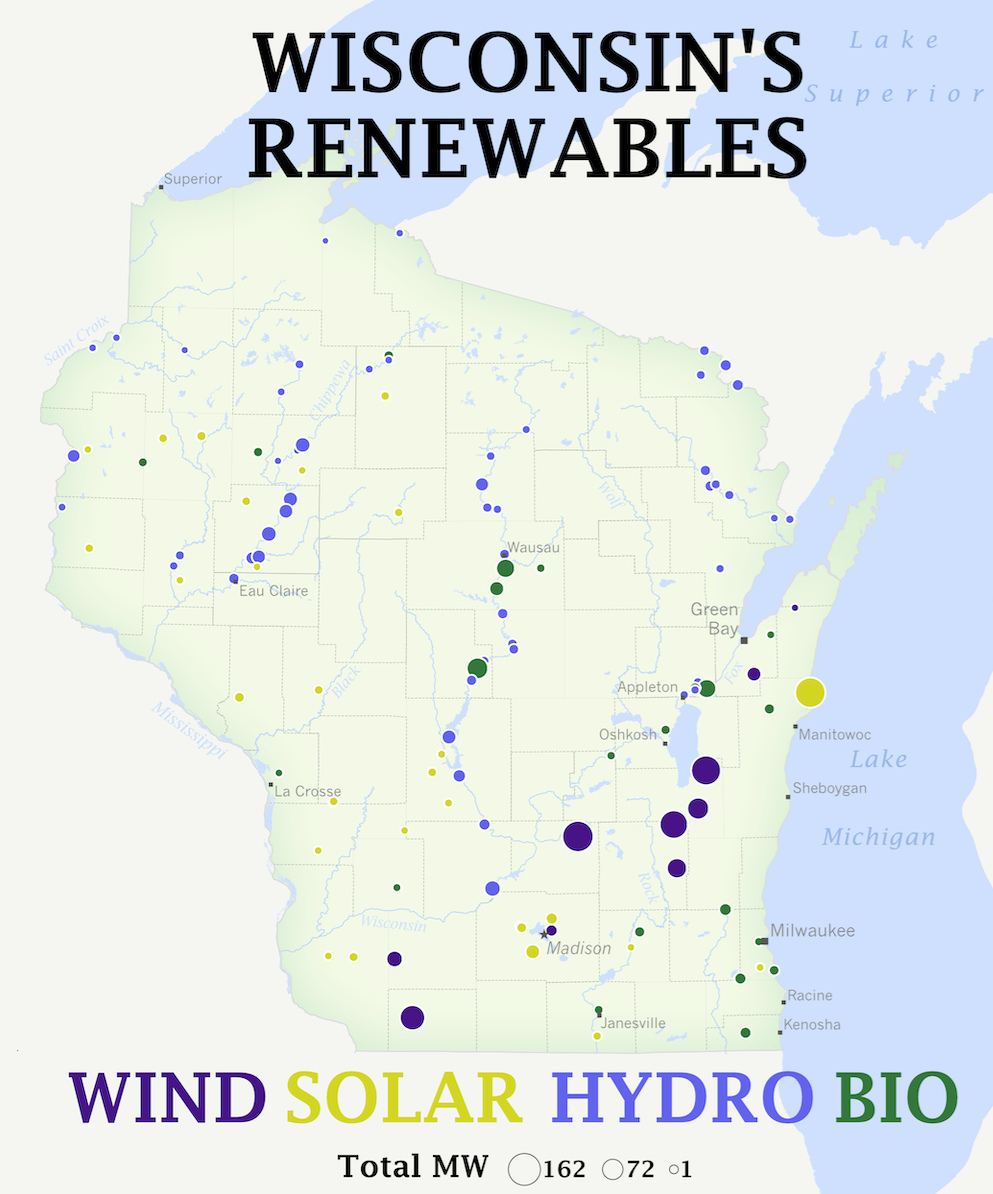 WISCONSIN'S
RENEWABLES
Lake
Superior
Superior
Saint Croix
Chippewa
Wolf
Wausau
Eau Claire
Green
Bay
Fox
Black
Appleton
Mississippi
Oshkosh
Manitowoc
Lake
La Crosse
Sheboygan
Michigan
Rock
Wisconsin
Milwaukee
Madison
Racine
Janesville
Kenosha
WIND SOLAR HYDRO BIO
Total MW 162 72 1